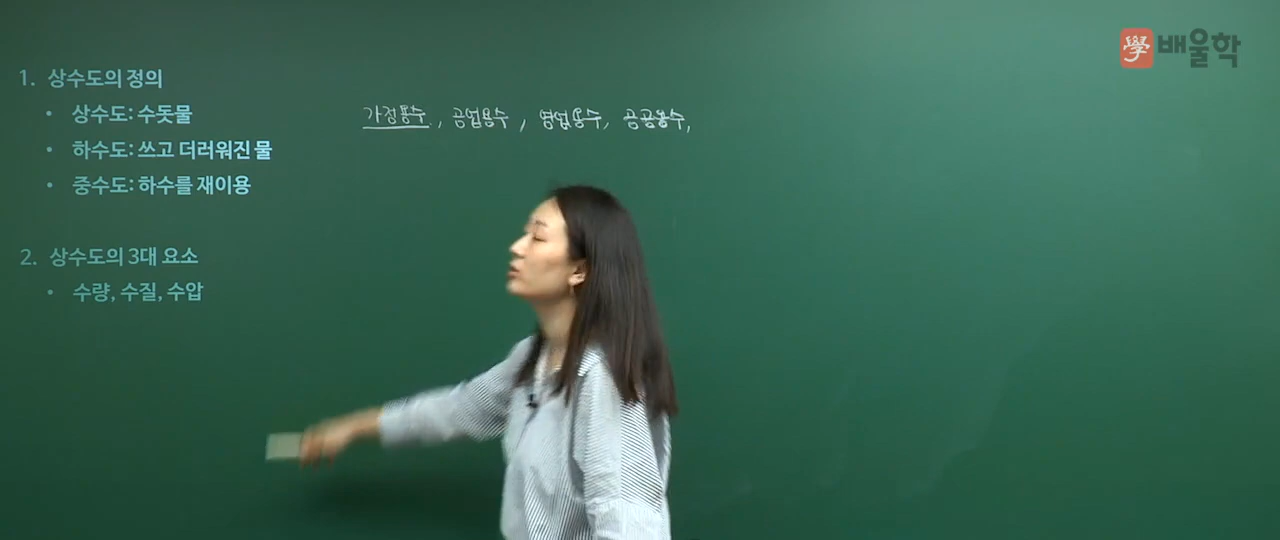 學 배울학
1. 상수도의 정의
• 상수도: 수돗물
가정용수, 공업용수, 영업용수, 공공용수,
• 하수도: 쓰고 더러워진 물
• 중수도: 하수를 재이용
2. 상수도의 3대 요소
• 수량, 수질, 수압